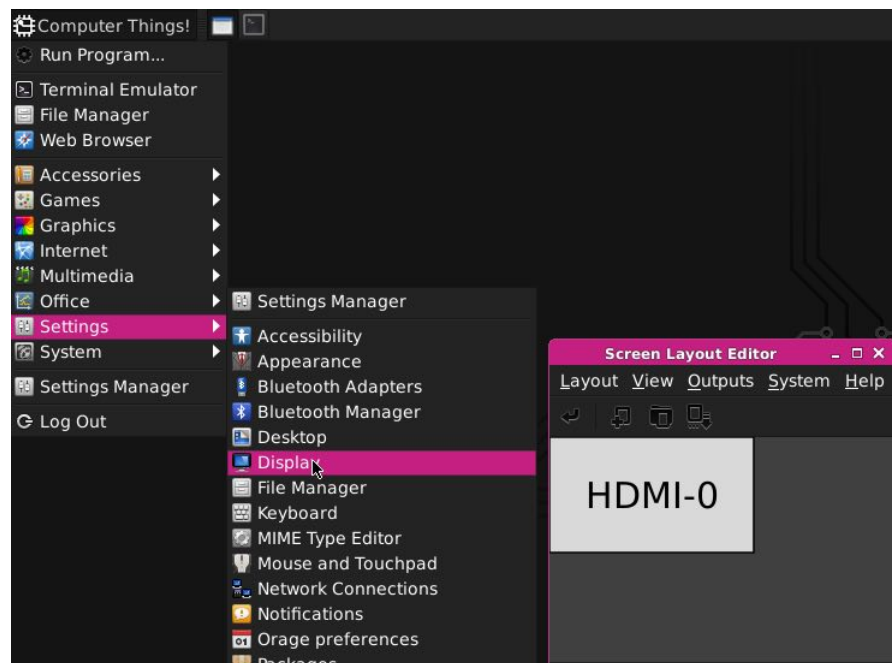 Computer Things!
Run Program...
Terminal Emulator
File Manager
Web Browser
Accessories
Games
Graphics
Internet
Multimedia
Office
Settings
System
Settings Manager
Log Out
Settings Manager
Accessibility
Appearance
Bluetooth Adapters
Bluetooth Manager
Desktop
Display
File Manager
Keyboard
MIME Type Editor
Mouse and Touchpad
Network Connections
Notifications
01 Orage preferences
Packages
Screen Layout Editor
Layout View Outputs System Help
HDMI-0